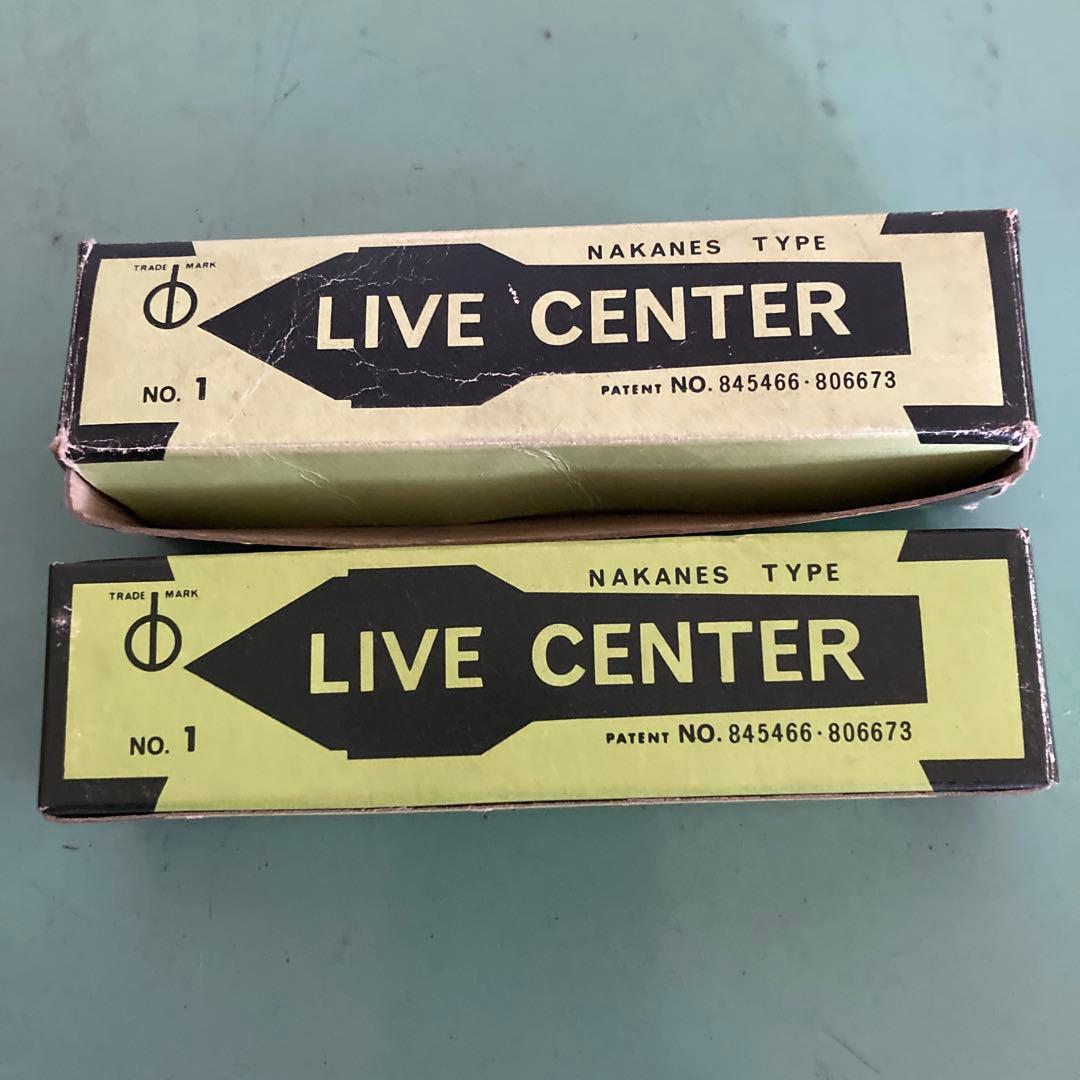 NAKANES TYPE
TRADE MARK
LIVE CENTER
NO. 1
PATENT NO. 845466·806673
NAKANES TYPE
TRADE MARK
LIVE CENTER
NO. 1
PATENT NO. 845466·806673